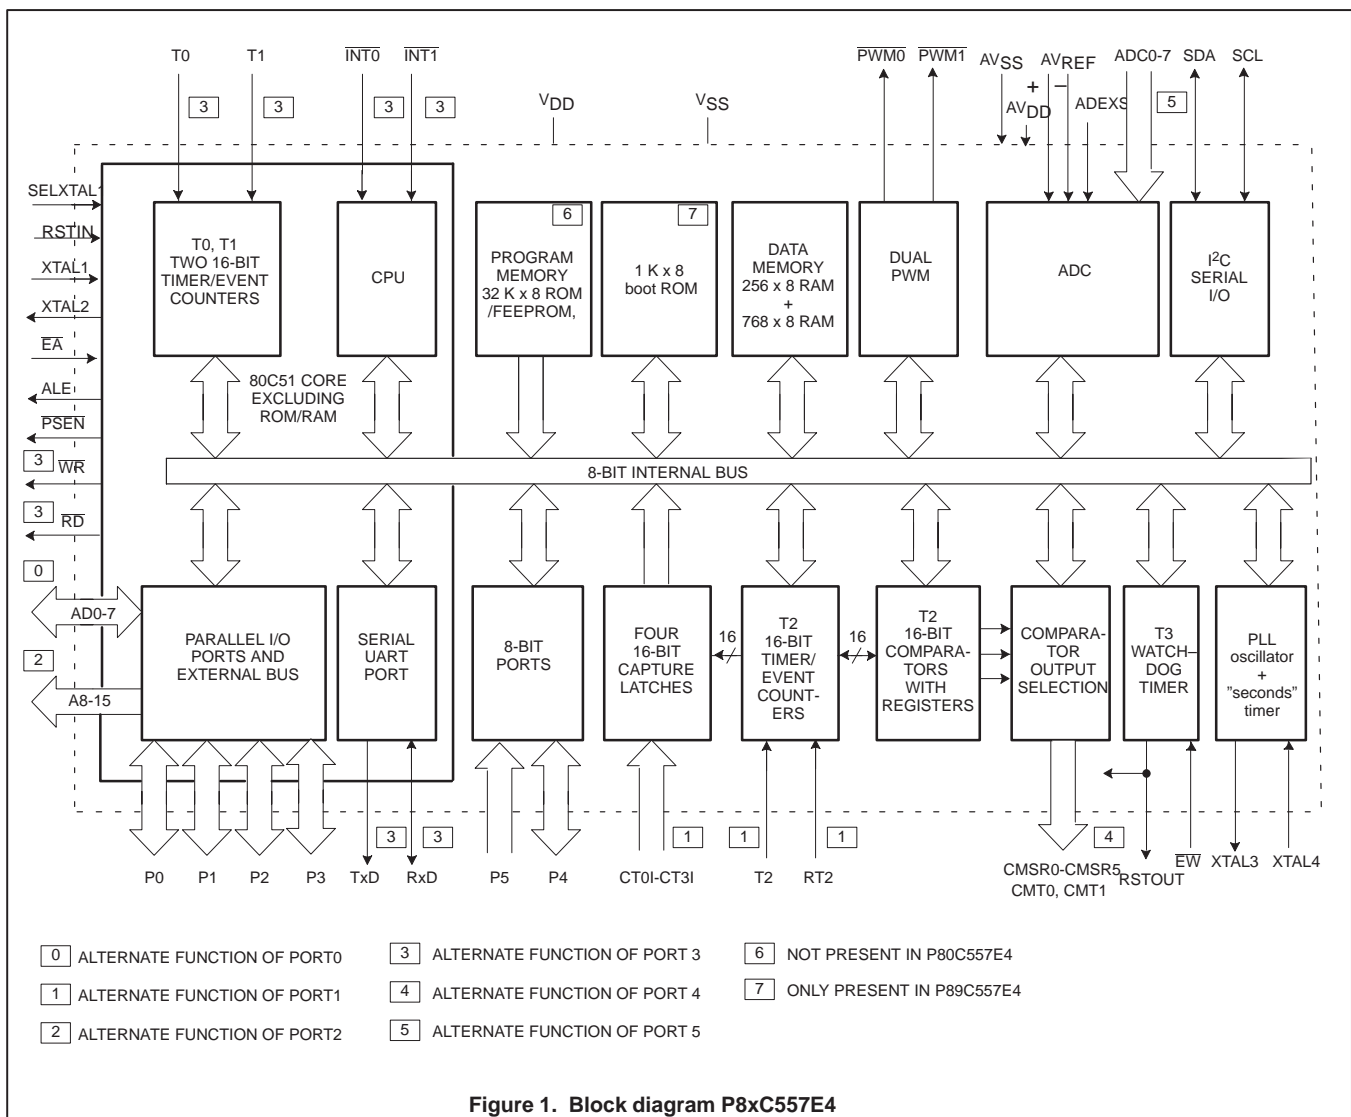 T0 T1 INT0 INT1 PWM0 PWM1 AVSS AVREF ADC0-7 SDA SCL
3 3 3 3 VDD VSS + − AVDD ADEXS 5
SELXTAL1
RSTIN
XTAL1
XTAL2
EA
ALE
PSEN
3 WR
3 RD
0
AD0-7
2
A8-15
T0, T1
TWO 16-BIT
TIMER/EVENT
COUNTERS
CPU
6
PROGRAM
MEMORY
32 K x 8 ROM
/FEEPROM,
7
1 K x 8
boot ROM
DATA
MEMORY
256 x 8 RAM
+
768 x 8 RAM
DUAL
PWM
ADC
I2C
SERIAL
I/O
80C51 CORE
EXCLUDING
ROM/RAM
8-BIT INTERNAL BUS
PARALLEL I/O
PORTS AND
EXTERNAL BUS
SERIAL
UART
PORT
8-BIT
PORTS
FOUR
16-BIT
CAPTURE
LATCHES
16
T2
16-BIT
TIMER/
EVENT
COUNT-
ERS
16
T2
16-BIT
COMPARA-
TORS
WITH
REGISTERS
COMPARA-
TOR
OUTPUT
SELECTION
T3
WATCH–
DOG
TIMER
PLL
oscillator
+
"seconds"
timer
3 3 1 1 1 4
P0 P1 P2 P3 TxD RxD P5 P4 CT0I-CT3I T2 RT2 CMSR0-CMSR5 RSTOUT EW XTAL3 XTAL4
CMT0, CMT1
0 ALTERNATE FUNCTION OF PORT0
1 ALTERNATE FUNCTION OF PORT1
2 ALTERNATE FUNCTION OF PORT2
3 ALTERNATE FUNCTION OF PORT 3
4 ALTERNATE FUNCTION OF PORT 4
5 ALTERNATE FUNCTION OF PORT 5
6 NOT PRESENT IN P80C557E4
7 ONLY PRESENT IN P89C557E4
Figure 1. Block diagram P8xC557E4